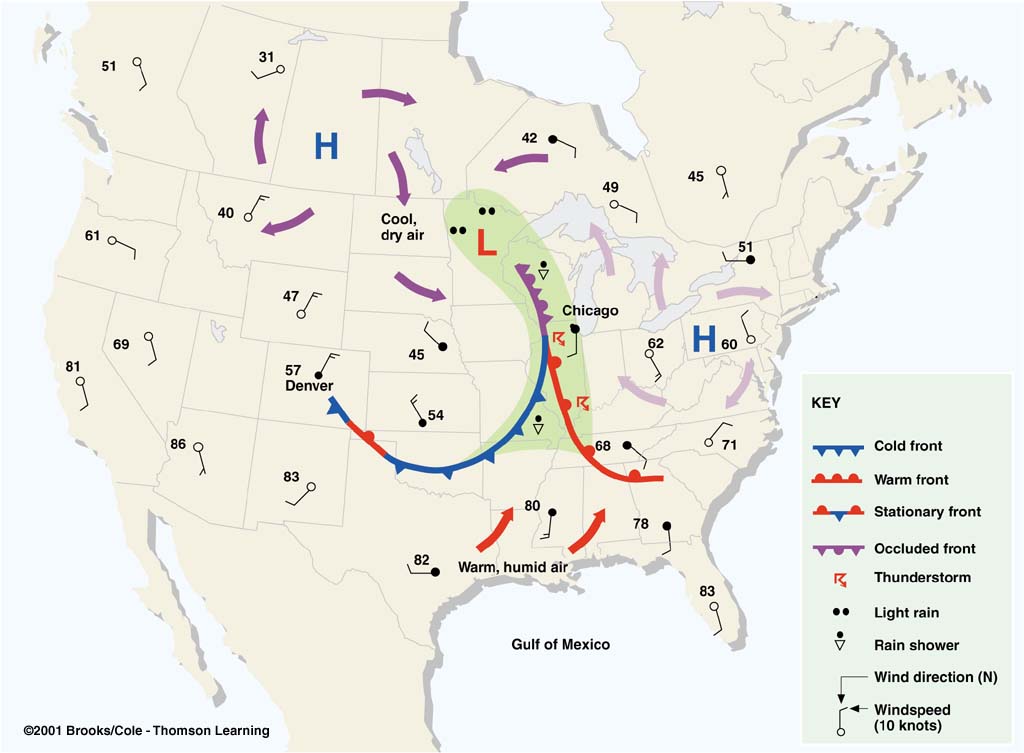 51
31
H
42
45
49
40
Cool,
dry air
L
61
51
47
Chicago
69
45
62
H
60
81
57
Denver
54
86
68
71
83
80
78
82
Warm, humid air
83
Gulf of Mexico
KEY
Cold front
Warm front
Stationary front
Occluded front
Thunderstorm
Light rain
Rain shower
Wind direction (N)
Windspeed
(10 knots)
©2001 Brooks/Cole - Thomson Learning